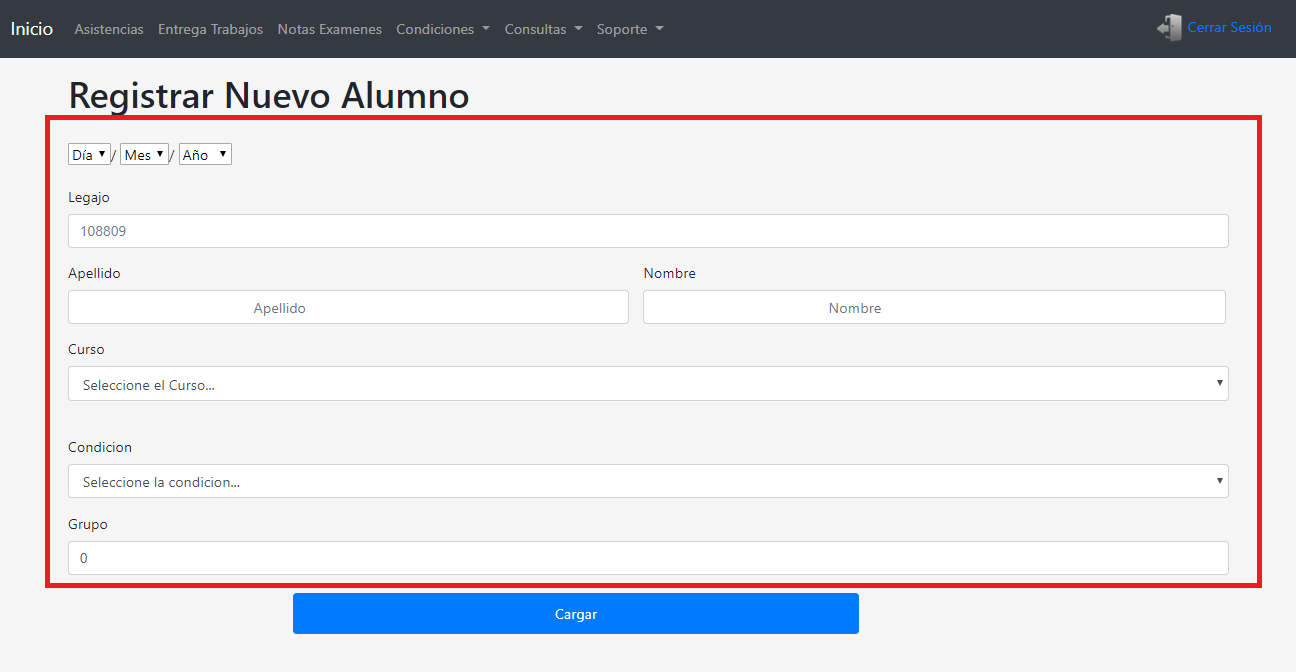 Inicio Asistencias Entrega Trabajos Notas Examenes Condiciones Consultas Soporte Cerrar Sesión
Registrar Nuevo Alumno
Día / Mes / Año
Legajo
108809
Apellido Nombre
Apellido Nombre
Curso
Seleccione el Curso...
Condicion
Seleccione la condicion...
Grupo
0
Cargar